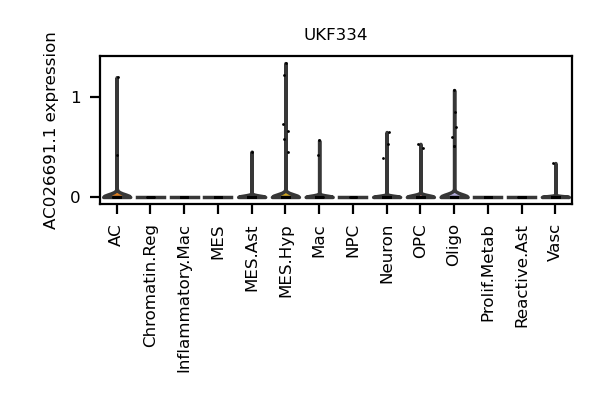 UKF334
AC026691.1 expression
1
0
AC
Chromatin.Reg
Inflammatory.Mac
MES
MES.Ast
MES.Hyp
Mac
NPC
Neuron
OPC
Oligo
Prolif.Metab
Reactive.Ast
Vasc